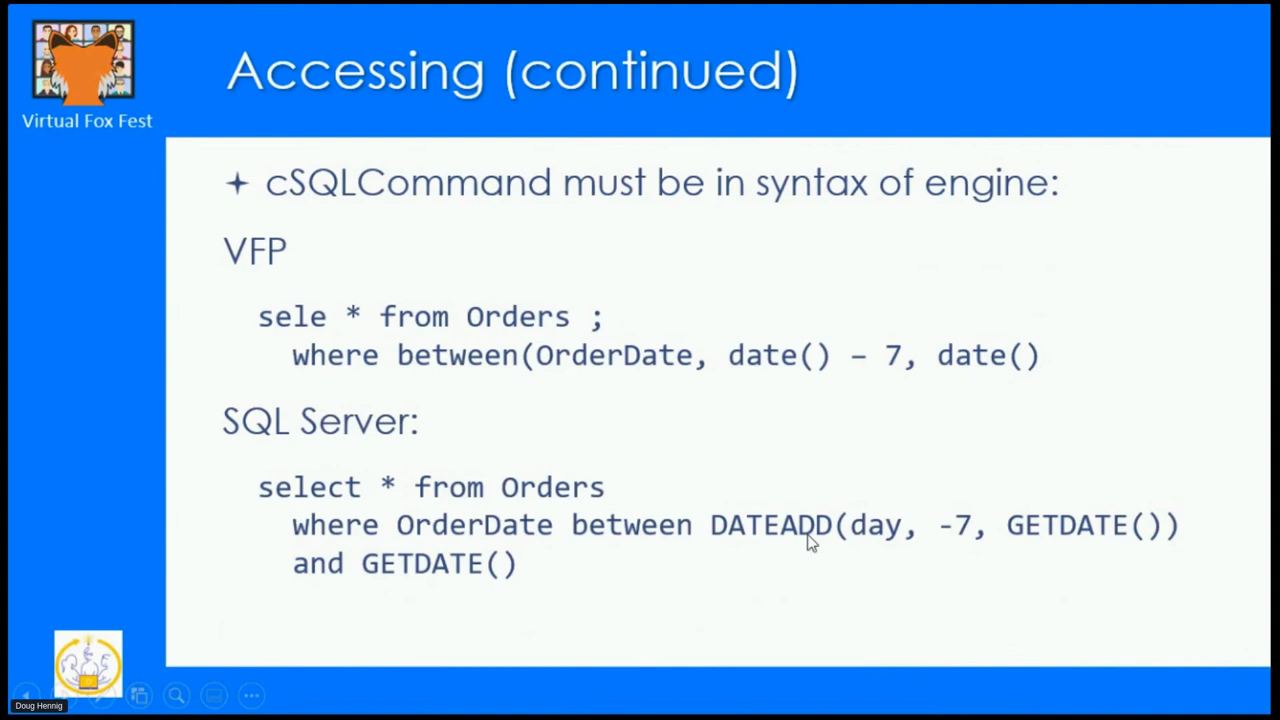 Accessing (continued)
Virtual Fox Fest
+ cSQLCommand must be in syntax of engine:
VFP
sele * from Orders ;
where between(OrderDate, date() – 7, date()
SQL Server:
select * from Orders
where OrderDate between DATEADD(day, -7, GETDATE())
and GETDATE()
Doug Hennig